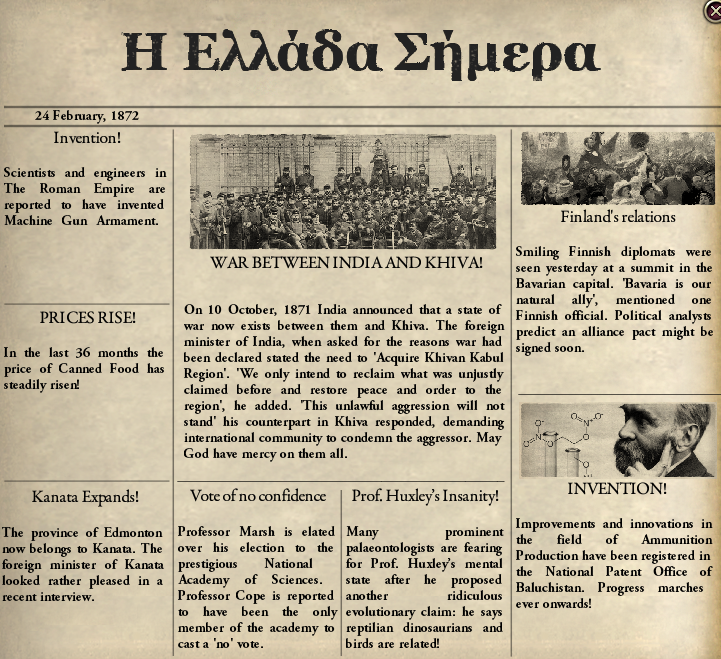 Η Ελλάδα Σήμερα
24 February, 1872
Invention!
Scientists and engineers in
The Roman Empire are
reported to have invented
Machine Gun Armament.
PRICES RISE!
In the last 36 months the
price of Canned Food has
steadily risen!
Kanata Expands!
The province of Edmonton
now belongs to Kanata. The
foreign minister of Kanata
looked rather pleased in a
recent interview.
WAR BETWEEN INDIA AND KHIVA!
On 10 October, 1871 India announced that a state of
war now exists between them and Khiva. The foreign
minister of India, when asked for the reasons war had
been declared stated the need to 'Acquire Khivan Kabul
Region'. 'We only intend to reclaim what was unjustly
claimed before and restore peace and order to the
region', he added. 'This unlawful aggression will not
stand' his counterpart in Khiva responded, demanding
international community to condemn the aggressor. May
God have mercy on them all.
Vote of no confidence
Professor Marsh is elated
over his election to the
prestigious National
Academy of Sciences.
Professor Cope is reported
to have been the only
member of the academy to
cast a 'no' vote.
Prof. Huxley's Insanity!
Many prominent
palaeontologists are fearing
for Prof. Huxley's mental
state after he proposed
another ridiculous
evolutionary claim: he says
reptilian dinosaurians and
birds are related!
Finland's relations
Smiling Finnish diplomats were
seen yesterday at a summit in the
Bavarian capital. 'Bavaria is our
natural ally', mentioned one
Finnish official. Political analysts
predict an alliance pact might be
signed soon.
INVENTION!
Improvements and innovations in
the field of Ammunition
Production have been registered in
the National Patent Office of
Baluchistan. Progress marches
ever onwards!